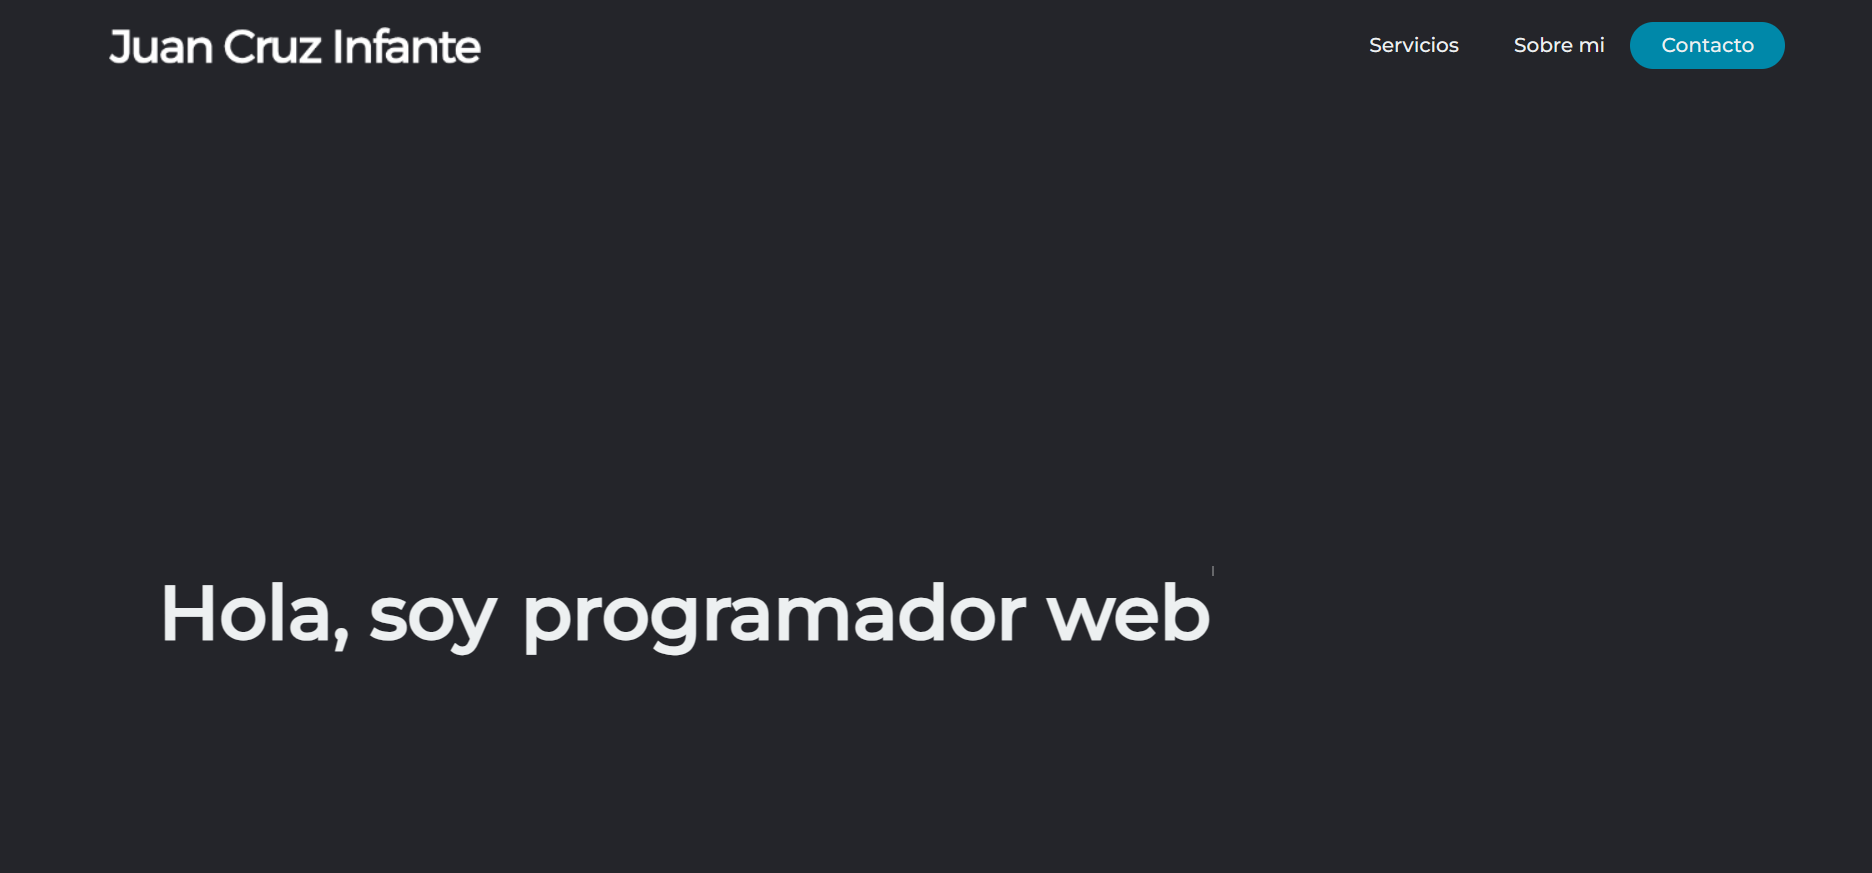 Juan Cruz Infante
Servicios
Sobre mi
Contacto
Hola, soy programador web